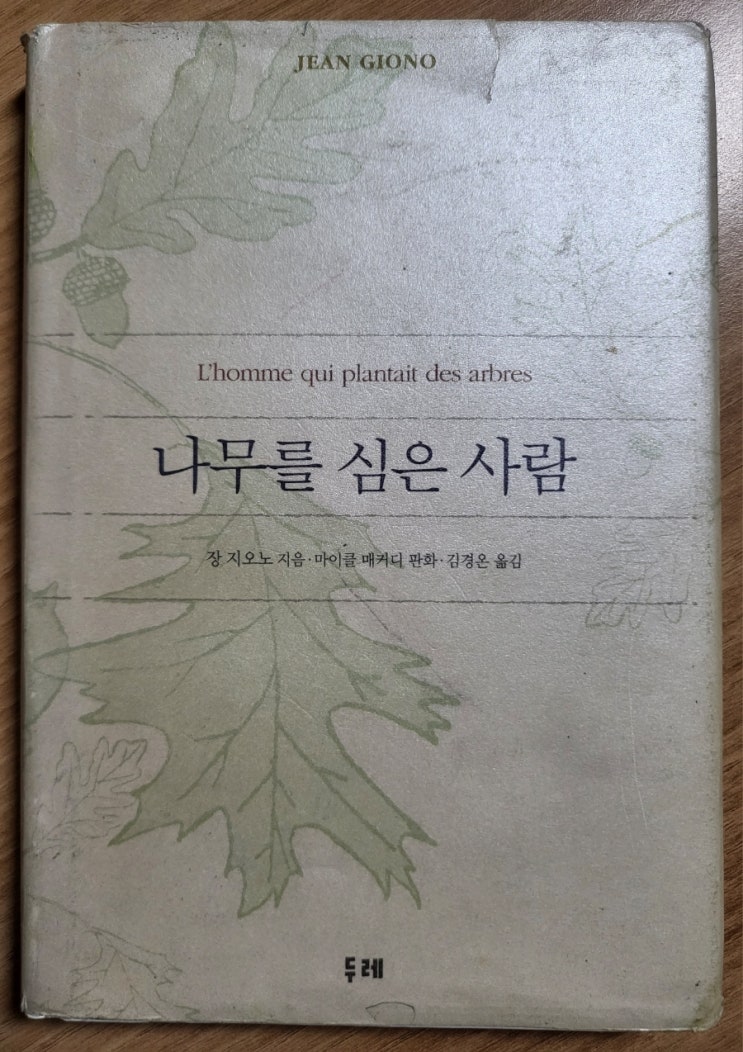 JEAN GIONO
L'homme qui plantait des arbres
나무를 심은 사람
장 지오노 지음·마이클 매커디 판화·김경온 옮김
두레